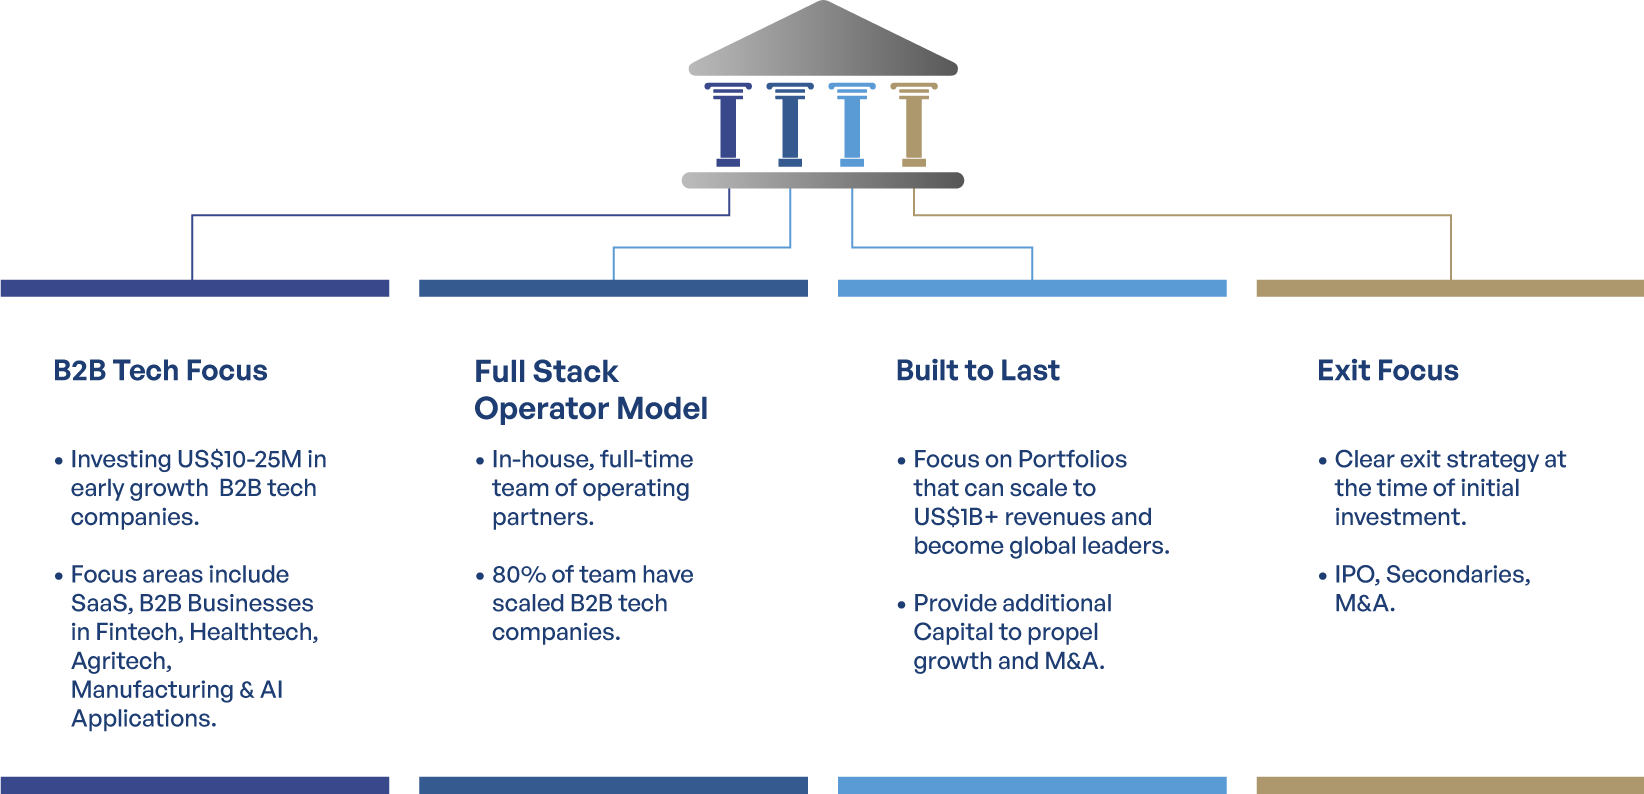 B2B Tech Focus
• Investing US$10-25M in
early growth  B2B tech
companies.
• Focus areas include
SaaS, B2B Businesses
in Fintech, Healthtech,
Agritech,
Manufacturing & AI
Applications.
Full Stack
Operator Model
• In-house, full-time
team of operating
partners.
• 80% of team have
scaled B2B tech
companies.
Built to Last
• Focus on Portfolios
that can scale to
US$1B+ revenues and
become global leaders.
• Provide additional
Capital to propel
growth and M&A.
Exit Focus
• Clear exit strategy at
the time of initial
investment.
• IPO, Secondaries,
M&A.